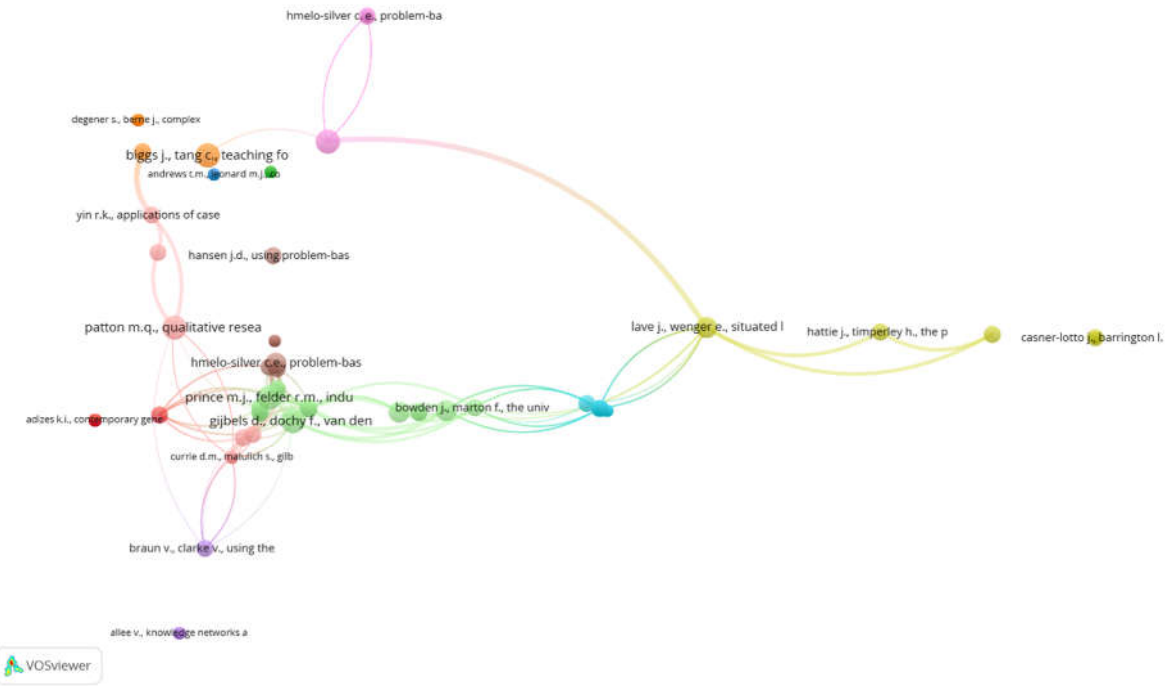 hmelo-silver c.e., problem-ba
degener s., berne j., complex
biggs j., tang c., teaching fo
andrews t.m., leonard m.j., co
yin r.k., applications of case
hansen j.d., using problem-bas
patton m.q., qualitative resea
lave j., wenger e., situated l
hattie j., timperley h., the p
casner-lotto j., barrington l.
hmelo-silver c.e., problem-bas
prince m.j., felder r.m., indu
bowden j., marton f., the univ
adizes k.i., contemporary gene
gijbels d., dochy f., van den
currie d.m., matulich s., gilb
braun v., clarke v., using the
allee v., knowledge networks a
VOSviewer